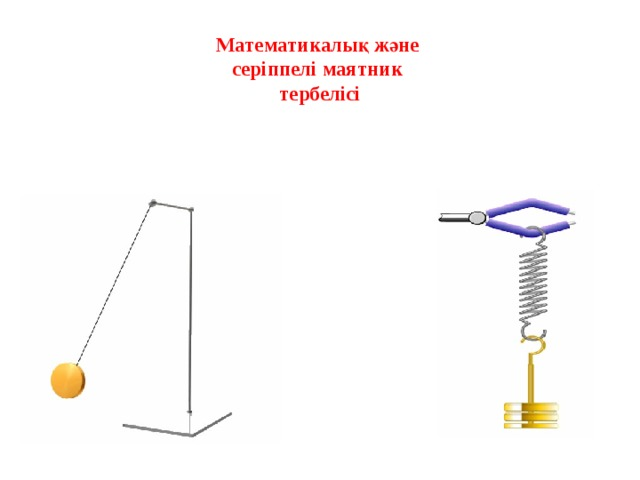 Математикалық және
серіппелі маятник
тербелісі